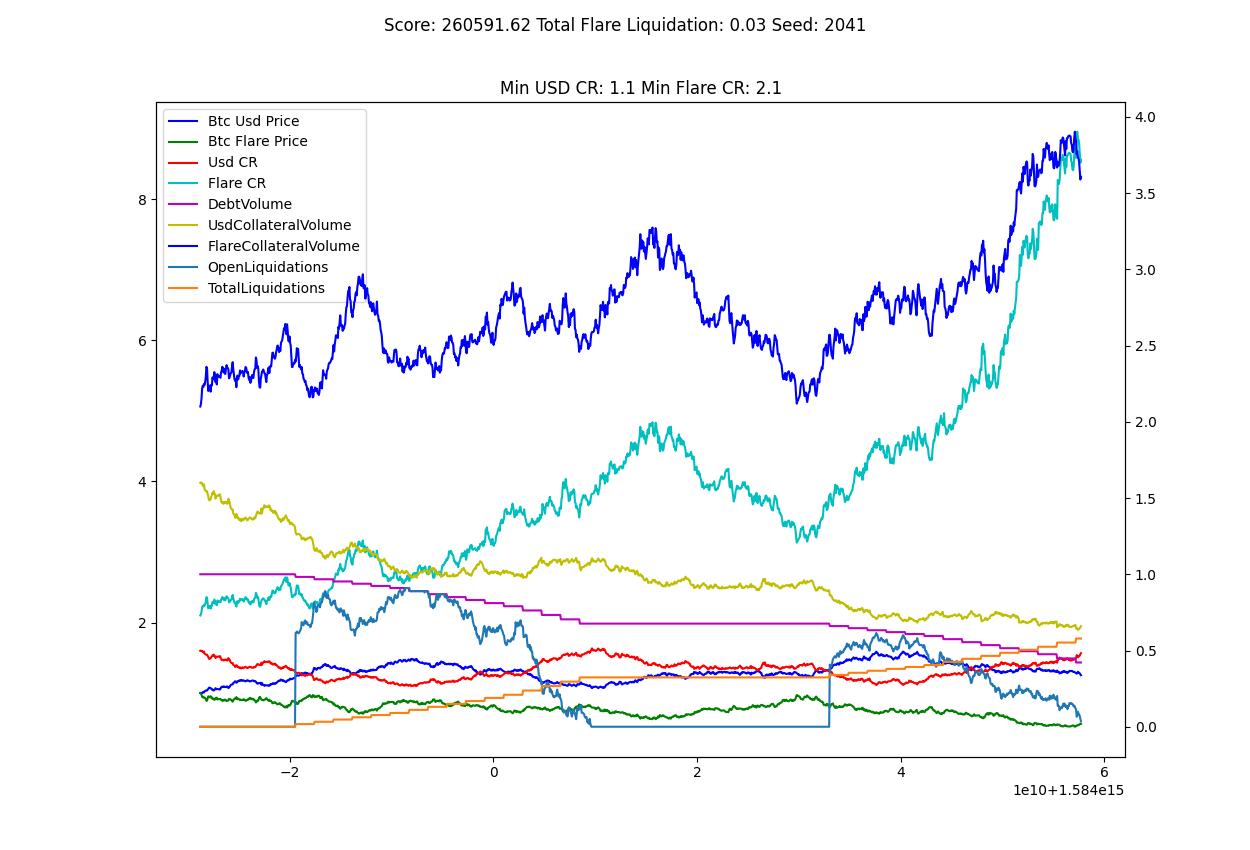 Score: 260591.62 Total Flare Liquidation: 0.03 Seed: 2041
Min USD CR: 1.1 Min Flare CR: 2.1
Btc Usd Price
Btc Flare Price
Usd CR
Flare CR
DebtVolume
UsdCollateralVolume
FlareCollateralVolume
OpenLiquidations
TotalLiquidations
8
6
4
2
4.0
3.5
3.0
2.5
2.0
1.5
1.0
0.5
0.0
−2 0 2 4 6
1e10+1.584e15